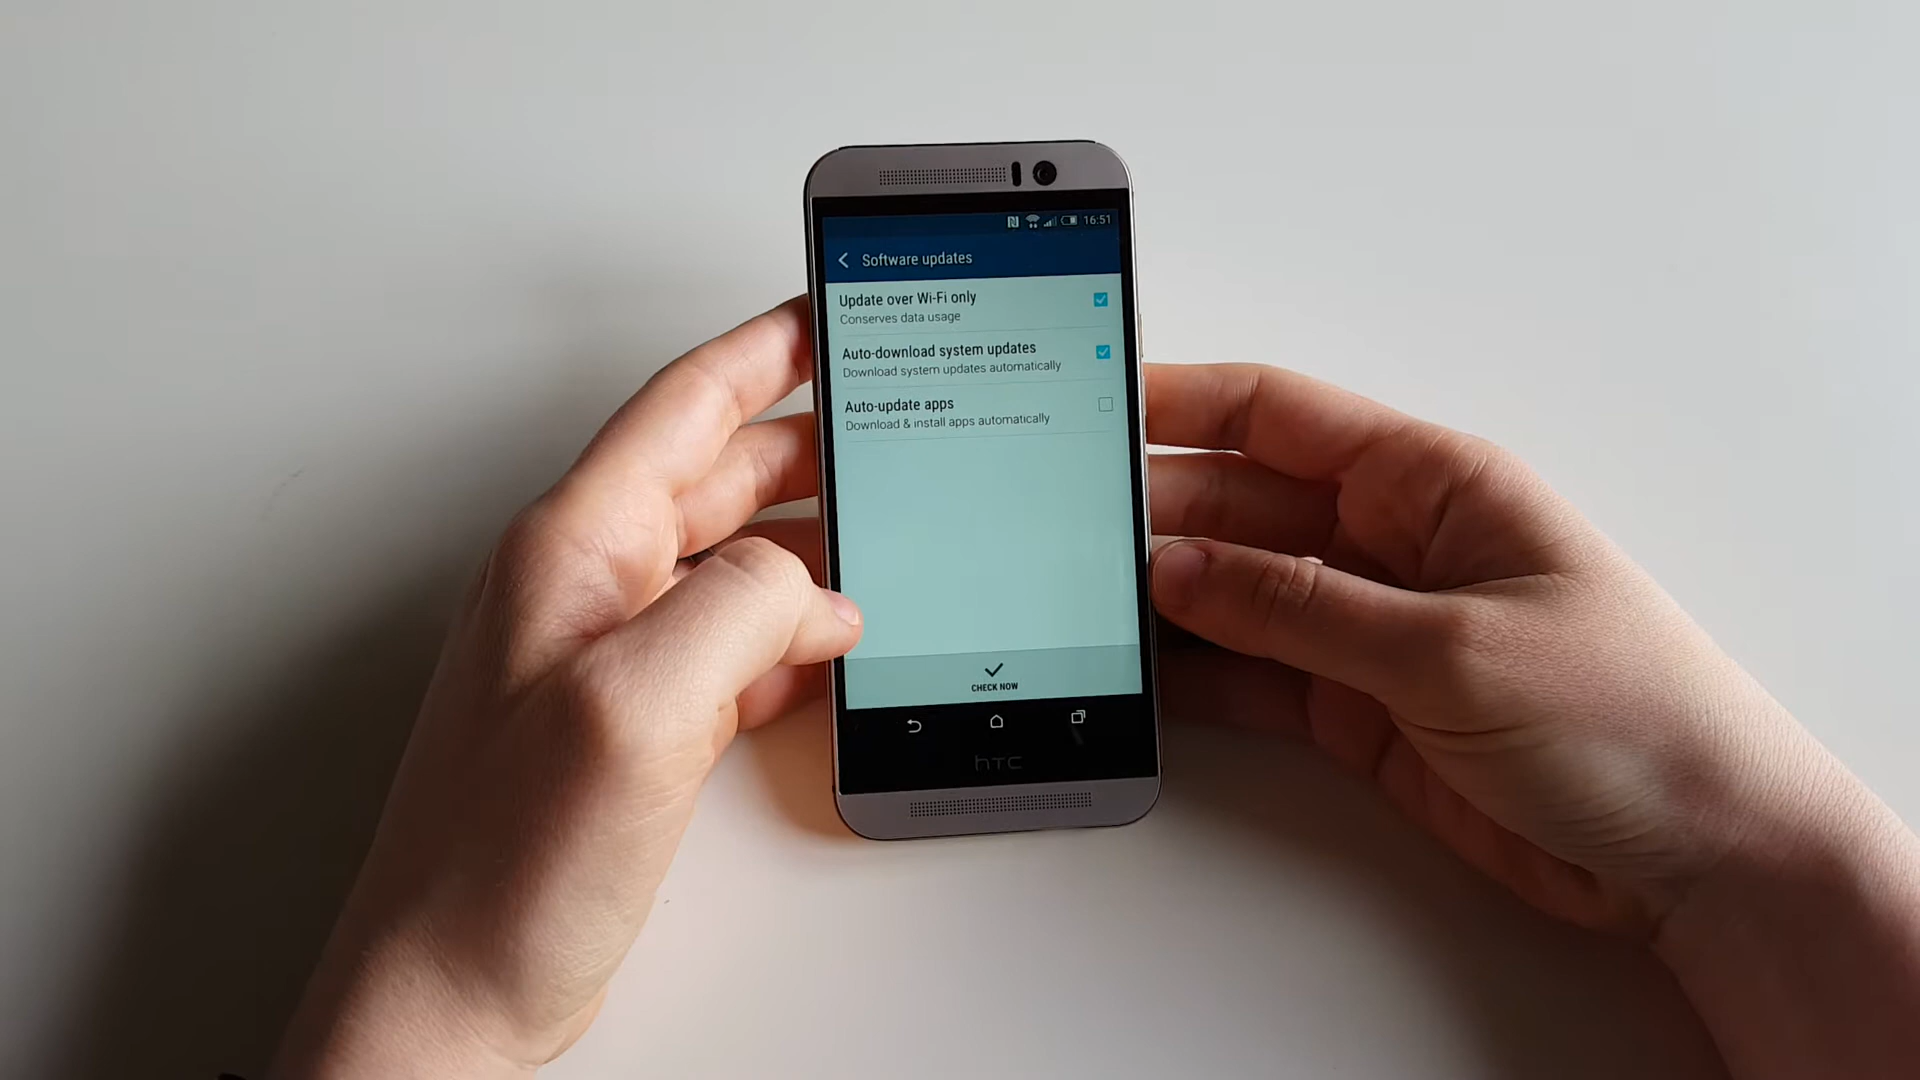 16:51
Software updates
Update over Wi-Fi only
Conserves data usage
Auto-download system updates
Download system updates automatically
Auto-update apps
Download & install apps automatically
CHECK NOW
hTC